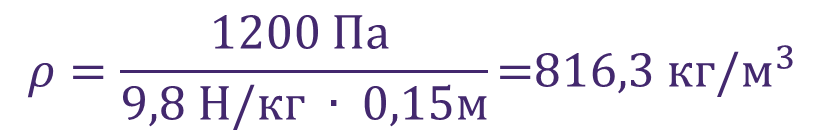 ρ = 1200 Па / 9,8 Н/кг · 0,15м =816,3 кг/м³